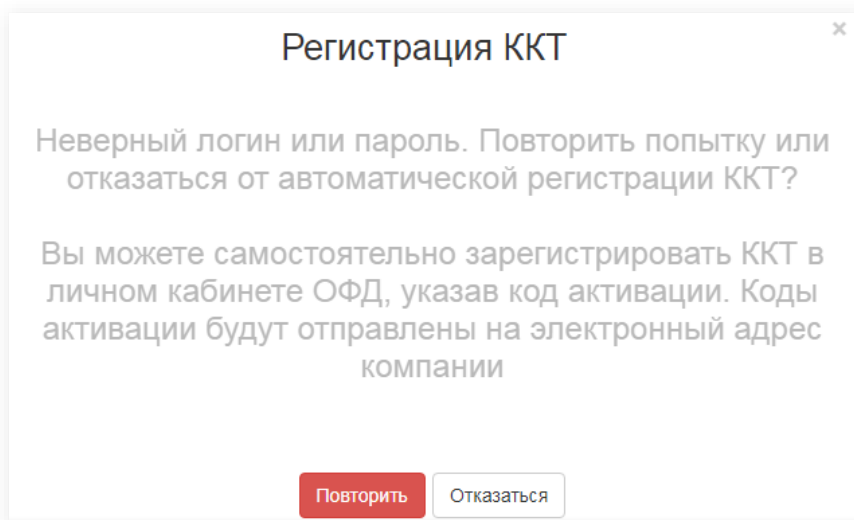 Регистрация ККТ
×
Неверный логин или пароль. Повторить попытку или
отказаться от автоматической регистрации ККТ?
Вы можете самостоятельно зарегистрировать ККТ в
личном кабинете ОФД, указав код активации. Коды
активации будут отправлены на электронный адрес
компании
Повторить
Отказаться